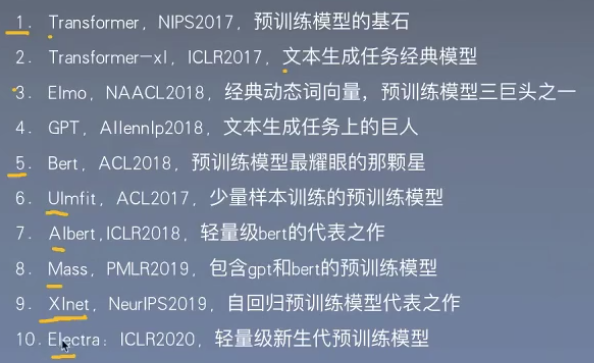 1. Transformer, NIPS2017, 预训练模型的基石
2. Transformer-xl, ICLR2017, 文本生成任务经典模型
3. Elmo, NAACL2018, 经典动态词向量, 预训练模型三巨头之一
4. GPT, Allennlp2018, 文本生成任务上的巨人
5. Bert, ACL2018, 预训练模型最耀眼的那颗星
6. Ulmfit, ACL2017, 少量样本训练的预训练模型
7. Albert,ICLR2018, 轻量级bert的代表之作
8. Mass, PMLR2019, 包含gpt和bert的预训练模型
9. Xlnet, NeurIPS2019, 自回归预训练模型代表之作
10. Electra: ICLR2020, 轻量级新生代预训练模型